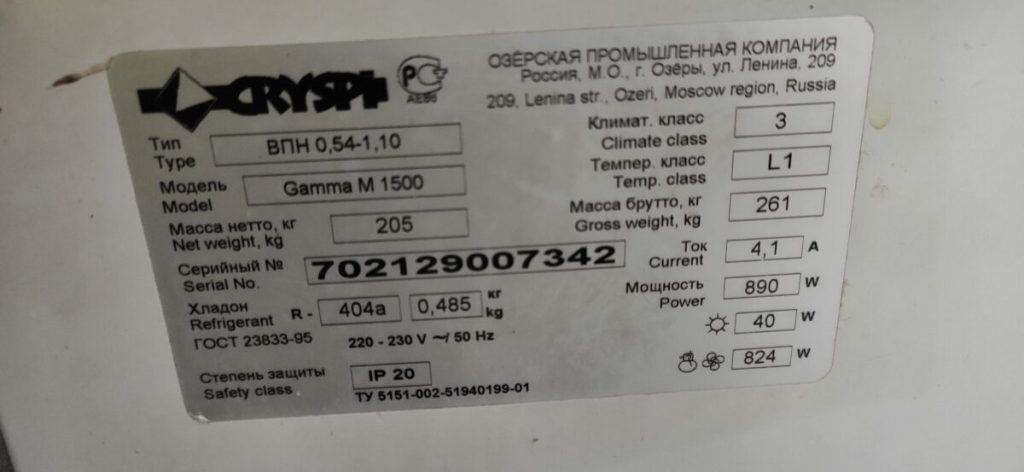 CRYSPI
РС
АЕ88
ОЗЁРСКАЯ ПРОМЫШЛЕННАЯ КОМПАНИЯ
Россия, М.О., г. Озёры, ул. Ленина, 209
209, Lenina str., Ozeri, Moscow region, Russia
Тип ВПН 0,54-1,10
Type
Модель Gamma M 1500
Model
Масса нетто, кг 205
Net weight, kg
Серийный № 702129007342
Serial No.
Хладон R - 404a 0,485 кг
Refrigerant kg
ГОСТ 23833-95 220 - 230 V ~/ 50 Hz
Степень защиты IP 20
Safety class
ТУ 5151-002-51940199-01
Климат. класс 3
Climate class
Темпер. класс L1
Temp. class
Масса брутто, кг 261
Gross weight, kg
Ток 4,1 A
Current
Мощность 890 W
Power
40 W
824 W